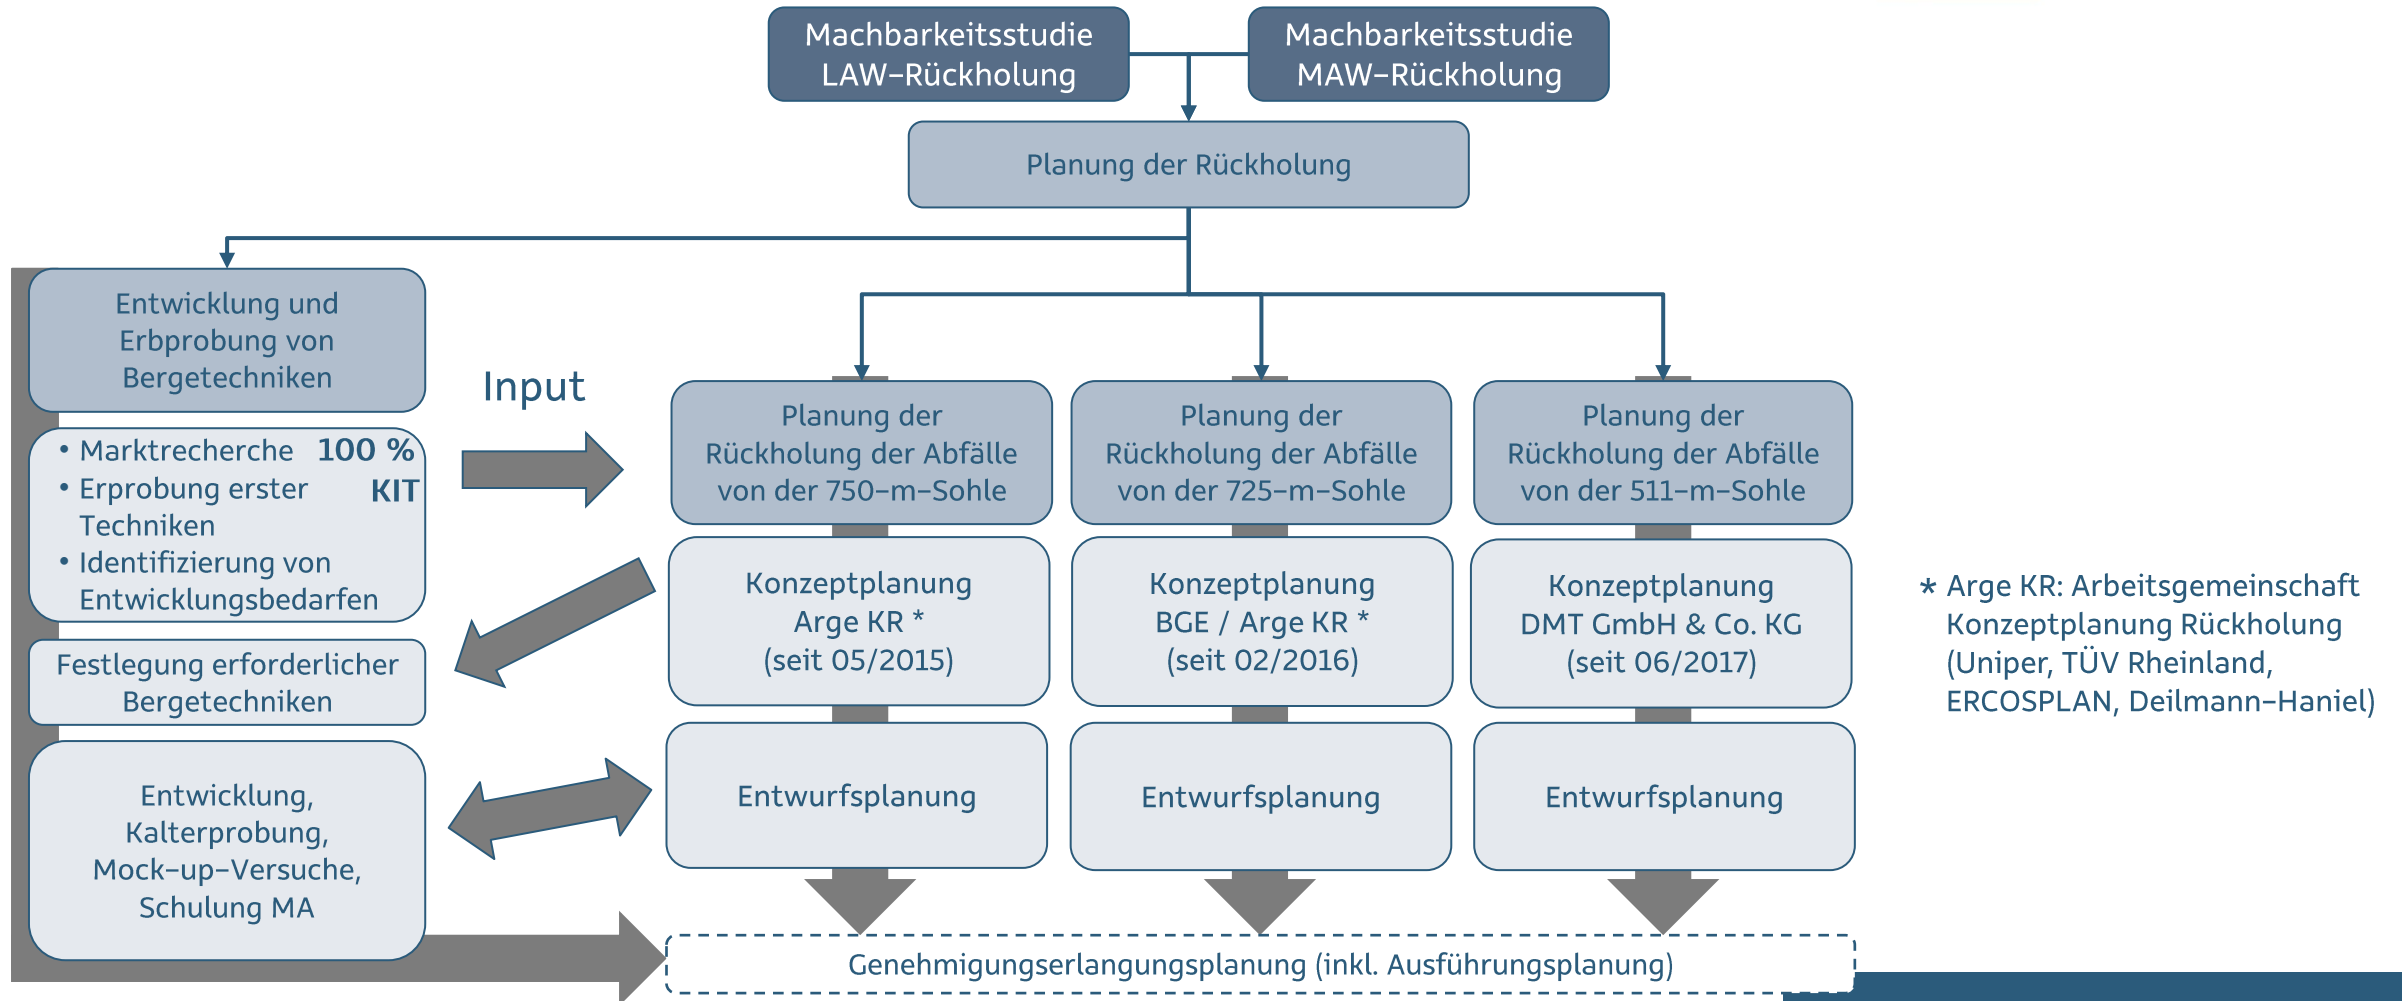 Machbarkeitsstudie
LAW-Rückholung
Machbarkeitsstudie
MAW-Rückholung
Planung der Rückholung
Entwicklung und
Erbprobung von
Bergetechniken
• Marktrecherche 100 %
• Erprobung erster KIT
Techniken
• Identifizierung von
Entwicklungsbedarfen
Festlegung erforderlicher
Bergetechniken
Entwicklung,
Kalterprobung,
Mock-up-Versuche,
Schulung MA
Input
Planung der
Rückholung der Abfälle
von der 750-m-Sohle
Konzeptplanung
Arge KR *
(seit 05/2015)
Entwurfsplanung
Planung der
Rückholung der Abfälle
von der 725-m-Sohle
Konzeptplanung
BGE / Arge KR *
(seit 02/2016)
Entwurfsplanung
Planung der
Rückholung der Abfälle
von der 511-m-Sohle
Konzeptplanung
DMT GmbH & Co. KG
(seit 06/2017)
Entwurfsplanung
* Arge KR: Arbeitsgemeinschaft
Konzeptplanung Rückholung
(Uniper, TÜV Rheinland,
ERCOSPLAN, Deilmann-Haniel)
Genehmigungserlangungsplanung (inkl. Ausführungsplanung)